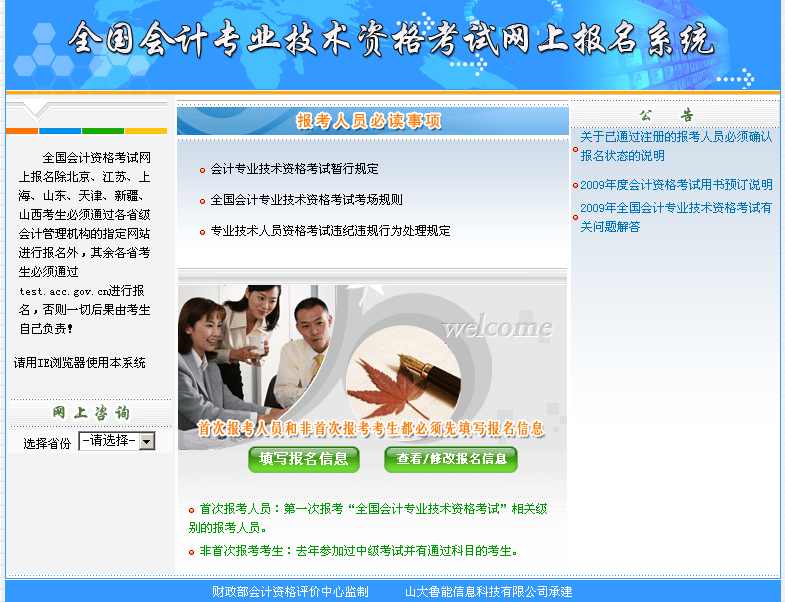 全国会计专业技术资格考试网上报名系统
全国会计资格考试网
上报名除北京、江苏、上
海、山东、天津、新疆、
山西考生必须通过各省级
会计管理机构的指定网站
进行报名外，其余各省考
生必须通过
test.acc.gov.cn进行报
名，否则一切后果由考生
自己负责！
请用IE浏览器使用本系统
网上咨询
选择省份 -请选择-
报考人员必读事项
会计专业技术资格考试暂行规定
全国会计专业技术资格考试考场规则
专业技术人员资格考试违纪违规行为处理规定
welcome
首次报考人员和非首次报考考生都必须先填写报名信息
填写报名信息 查看/修改报名信息
首次报考人员：第一次报考“全国会计专业技术资格考试”相关级
别的报考人员。
非首次报考考生：去年参加过中级考试并有通过科目的考生。
公 告
关于已通过注册的报考人员必须确认
报名状态的说明
2009年度会计资格考试用书预订说明
2009年全国会计专业技术资格考试有
关问题解答
财政部会计资格评价中心监制 山大鲁能信息科技有限公司承建